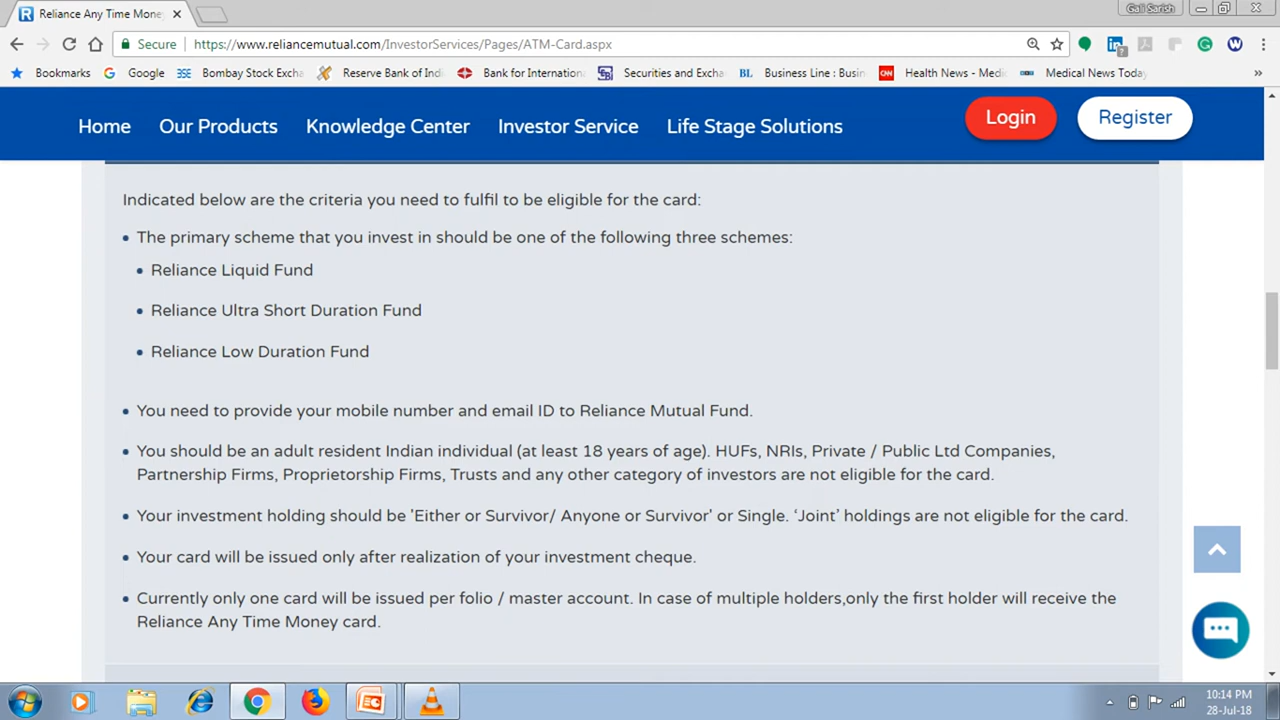 Reliance Any Time Mone
Gali Sarish
Secure https://www.reliancemutual.com/InvestorServices/Pages/ATM-Card.aspx
Bookmarks Google Bombay Stock Excha Reserve Bank of Indi Bank for Internation Securities and Excha BL Business Line : Busin CNN Health News - Medi Medical News Today
Home Our Products Knowledge Center Investor Service Life Stage Solutions Login Register
Indicated below are the criteria you need to fulfil to be eligible for the card:
• The primary scheme that you invest in should be one of the following three schemes:
• Reliance Liquid Fund
• Reliance Ultra Short Duration Fund
• Reliance Low Duration Fund
• You need to provide your mobile number and email ID to Reliance Mutual Fund.
• You should be an adult resident Indian individual (at least 18 years of age). HUFs, NRIs, Private / Public Ltd Companies,
Partnership Firms, Proprietorship Firms, Trusts and any other category of investors are not eligible for the card.
• Your investment holding should be 'Either or Survivor/ Anyone or Survivor' or Single. ‘Joint’ holdings are not eligible for the card.
• Your card will be issued only after realization of your investment cheque.
• Currently only one card will be issued per folio / master account. In case of multiple holders,only the first holder will receive the
Reliance Any Time Money card.
10:14 PM
28-Jul-18